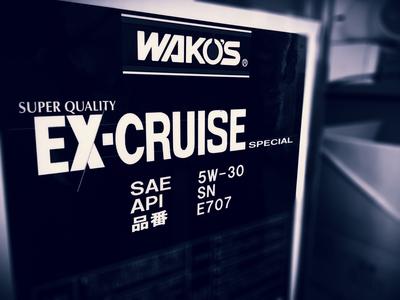 WAKO'S®
SUPER QUALITY
EX-CRUISE SPECIAL
SAE 5W-30
API SN
品番 E707